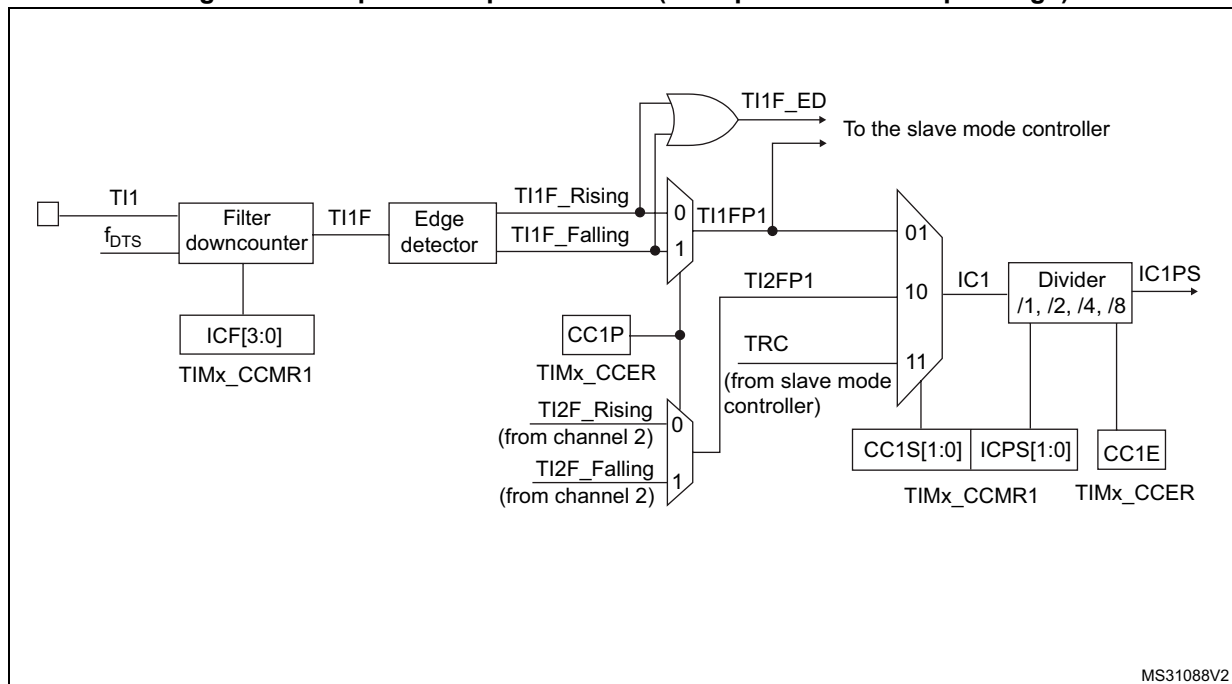 TI1F_ED
To the slave mode controller
TI1
f_DTS
Filter
downcounter
TI1F
Edge
detector
TI1F_Rising
TI1F_Falling
0
1
TI1FP1
01
TI2FP1
10
IC1
Divider
/1, /2, /4, /8
IC1PS
ICF[3:0]
TIMx_CCMR1
CC1P
TIMx_CCER
TRC
11
(from slave mode
controller)
TI2F_Rising
(from channel 2)
0
TI2F_Falling
(from channel 2)
1
CC1S[1:0]
ICPS[1:0]
CC1E
TIMx_CCMR1
TIMx_CCER
MS31088V2